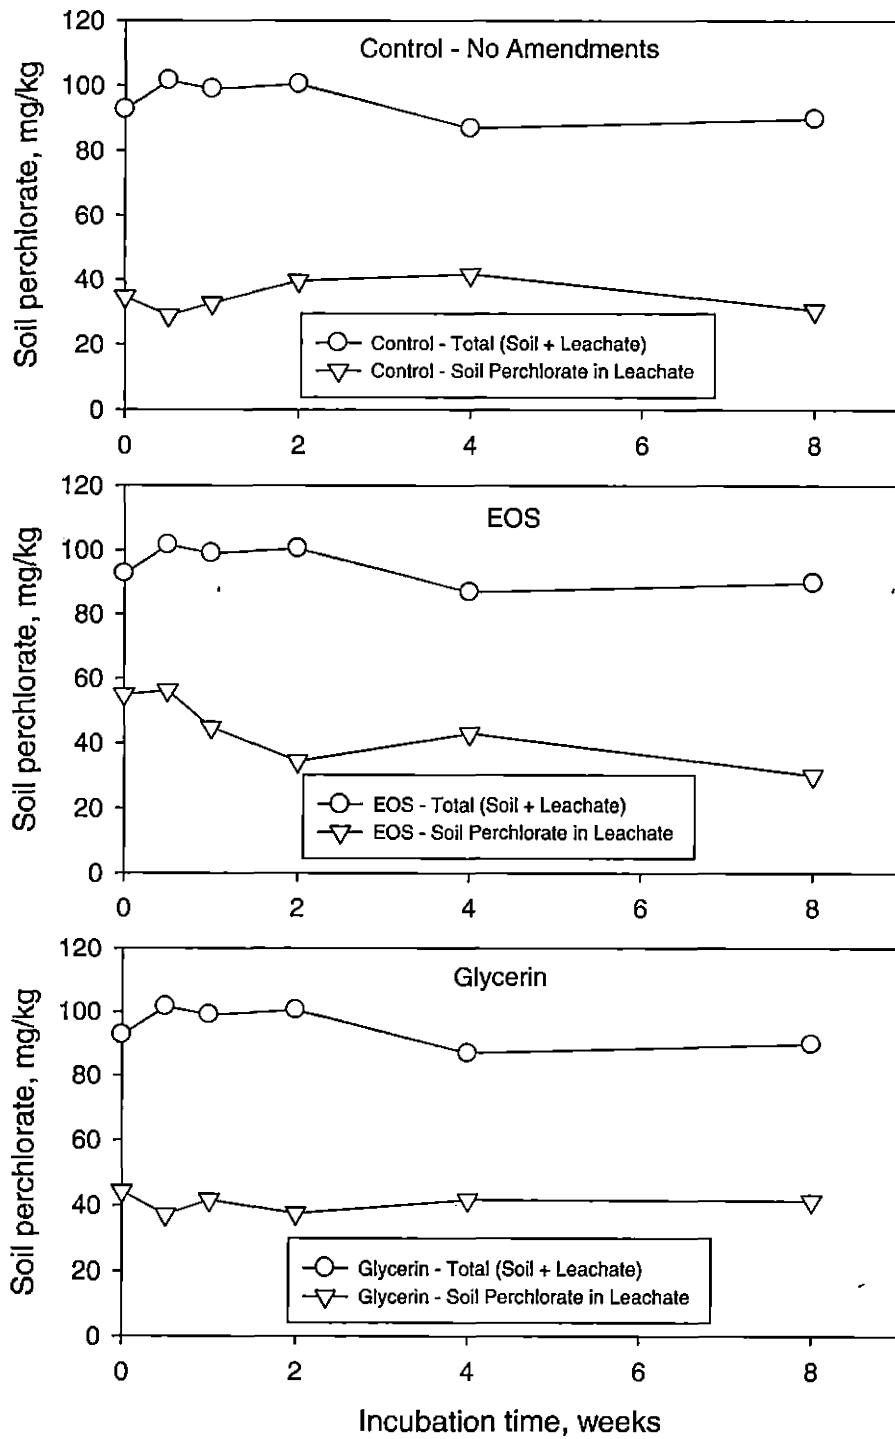 Control - No Amendments
Soil perchlorate, mg/kg
120
100
80
60
40
20
0
Control - Total (Soil + Leachate)
Control - Soil Perchlorate in Leachate
0 2 4 6 8
EOS
Soil perchlorate, mg/kg
120
100
80
60
40
20
0
EOS - Total (Soil + Leachate)
EOS - Soil Perchlorate in Leachate
0 2 4 6 8
Glycerin
Soil perchlorate, mg/kg
120
100
80
60
40
20
0
Glycerin - Total (Soil + Leachate)
Glycerin - Soil Perchlorate in Leachate
0 2 4 6 8
Incubation time, weeks